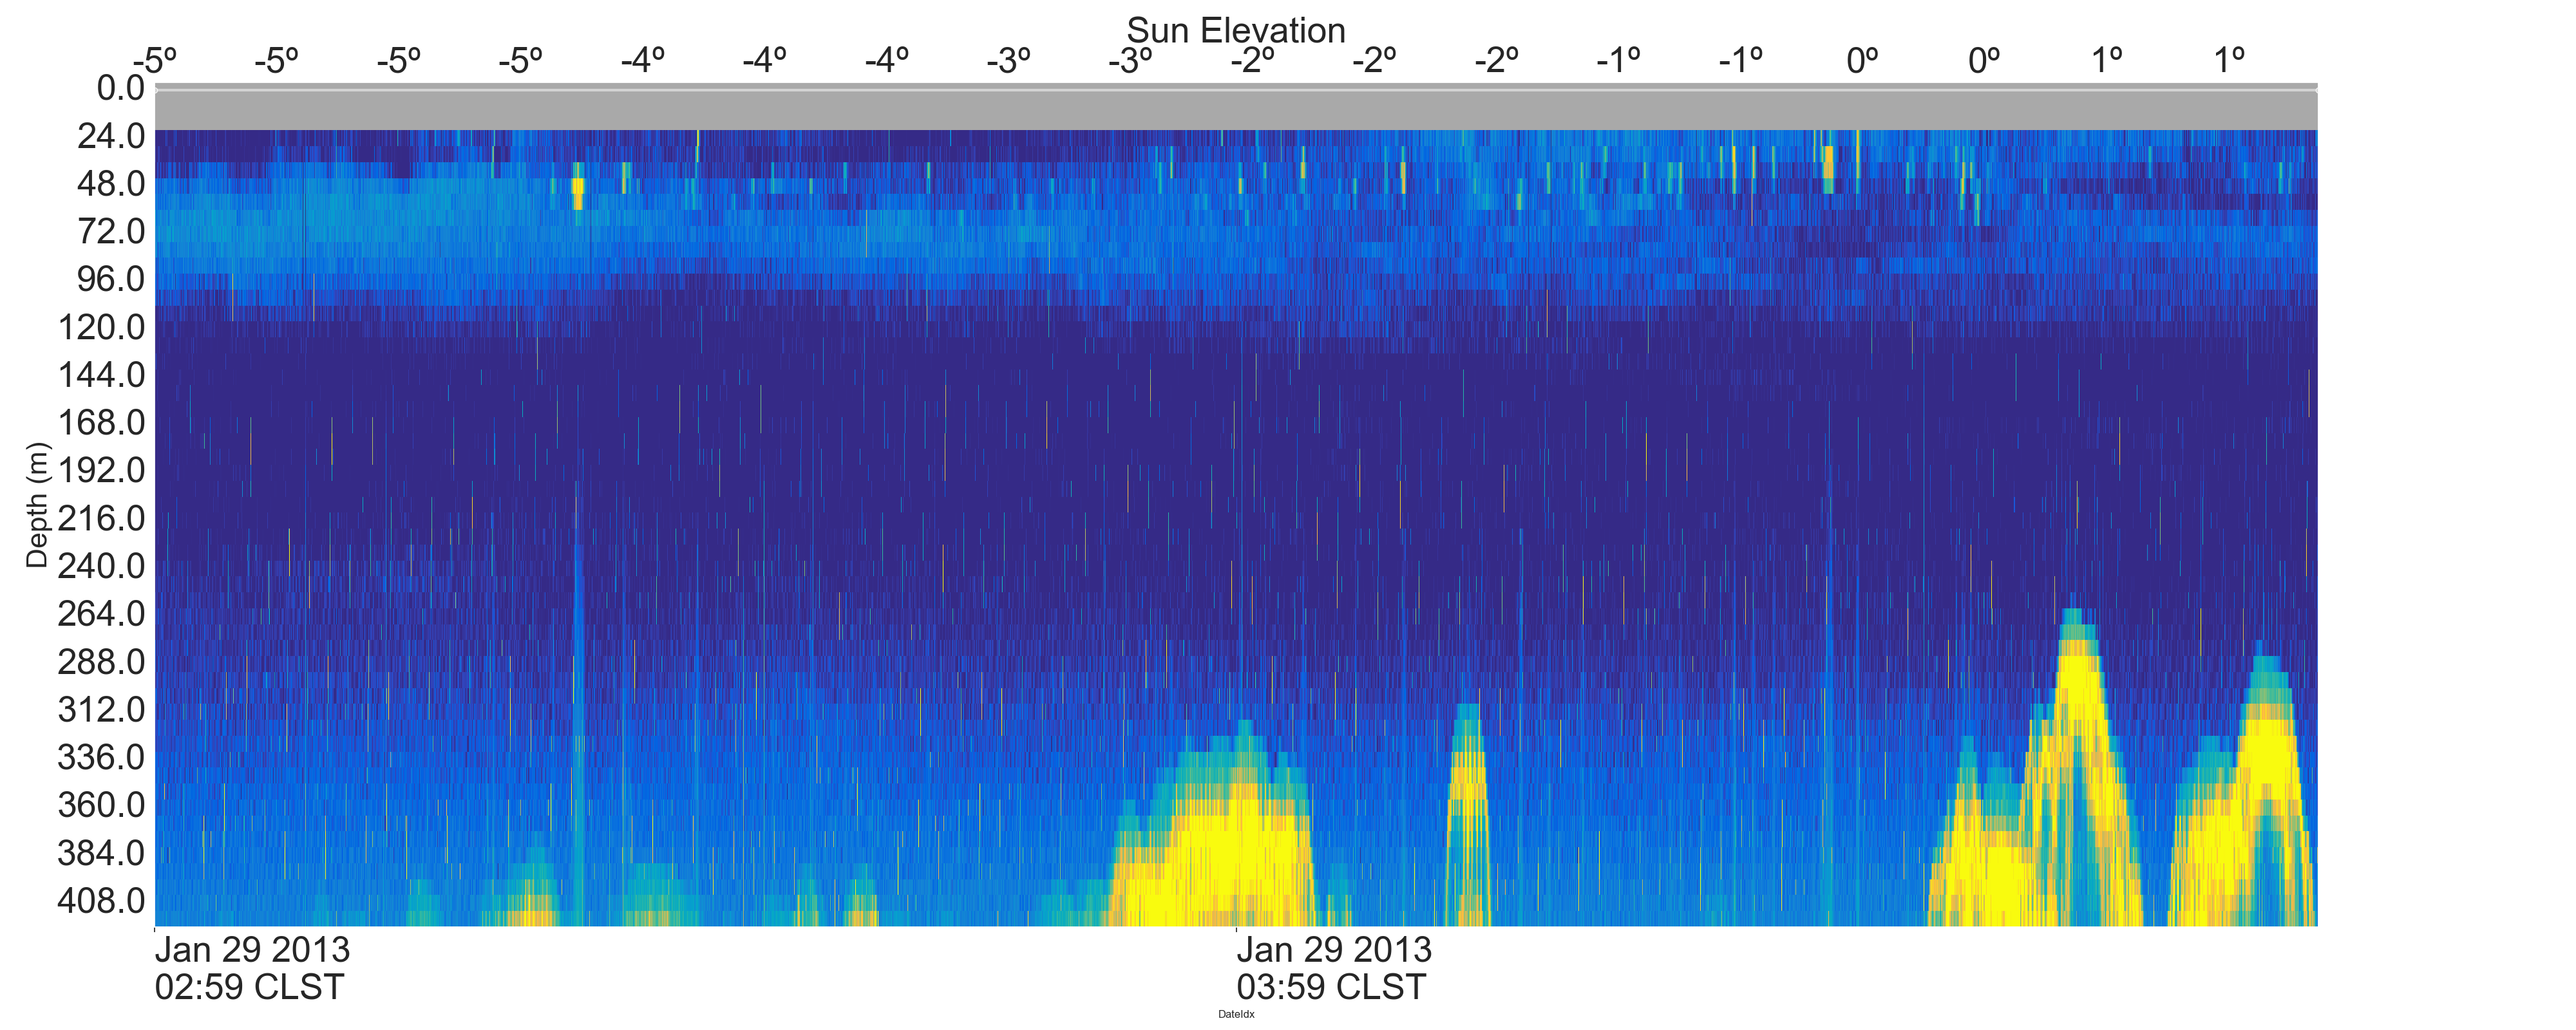 Sun Elevation
-5º -5º -5º -5º -4º -4º -4º -3º -3º -2º -2º -2º -1º -1º 0º 0º 1º 1º
0.0
24.0
48.0
72.0
96.0
120.0
144.0
168.0
192.0
216.0
240.0
264.0
288.0
312.0
336.0
360.0
384.0
408.0
Depth (m)
Jan 29 2013
02:59 CLST
Jan 29 2013
03:59 CLST
DateIdx